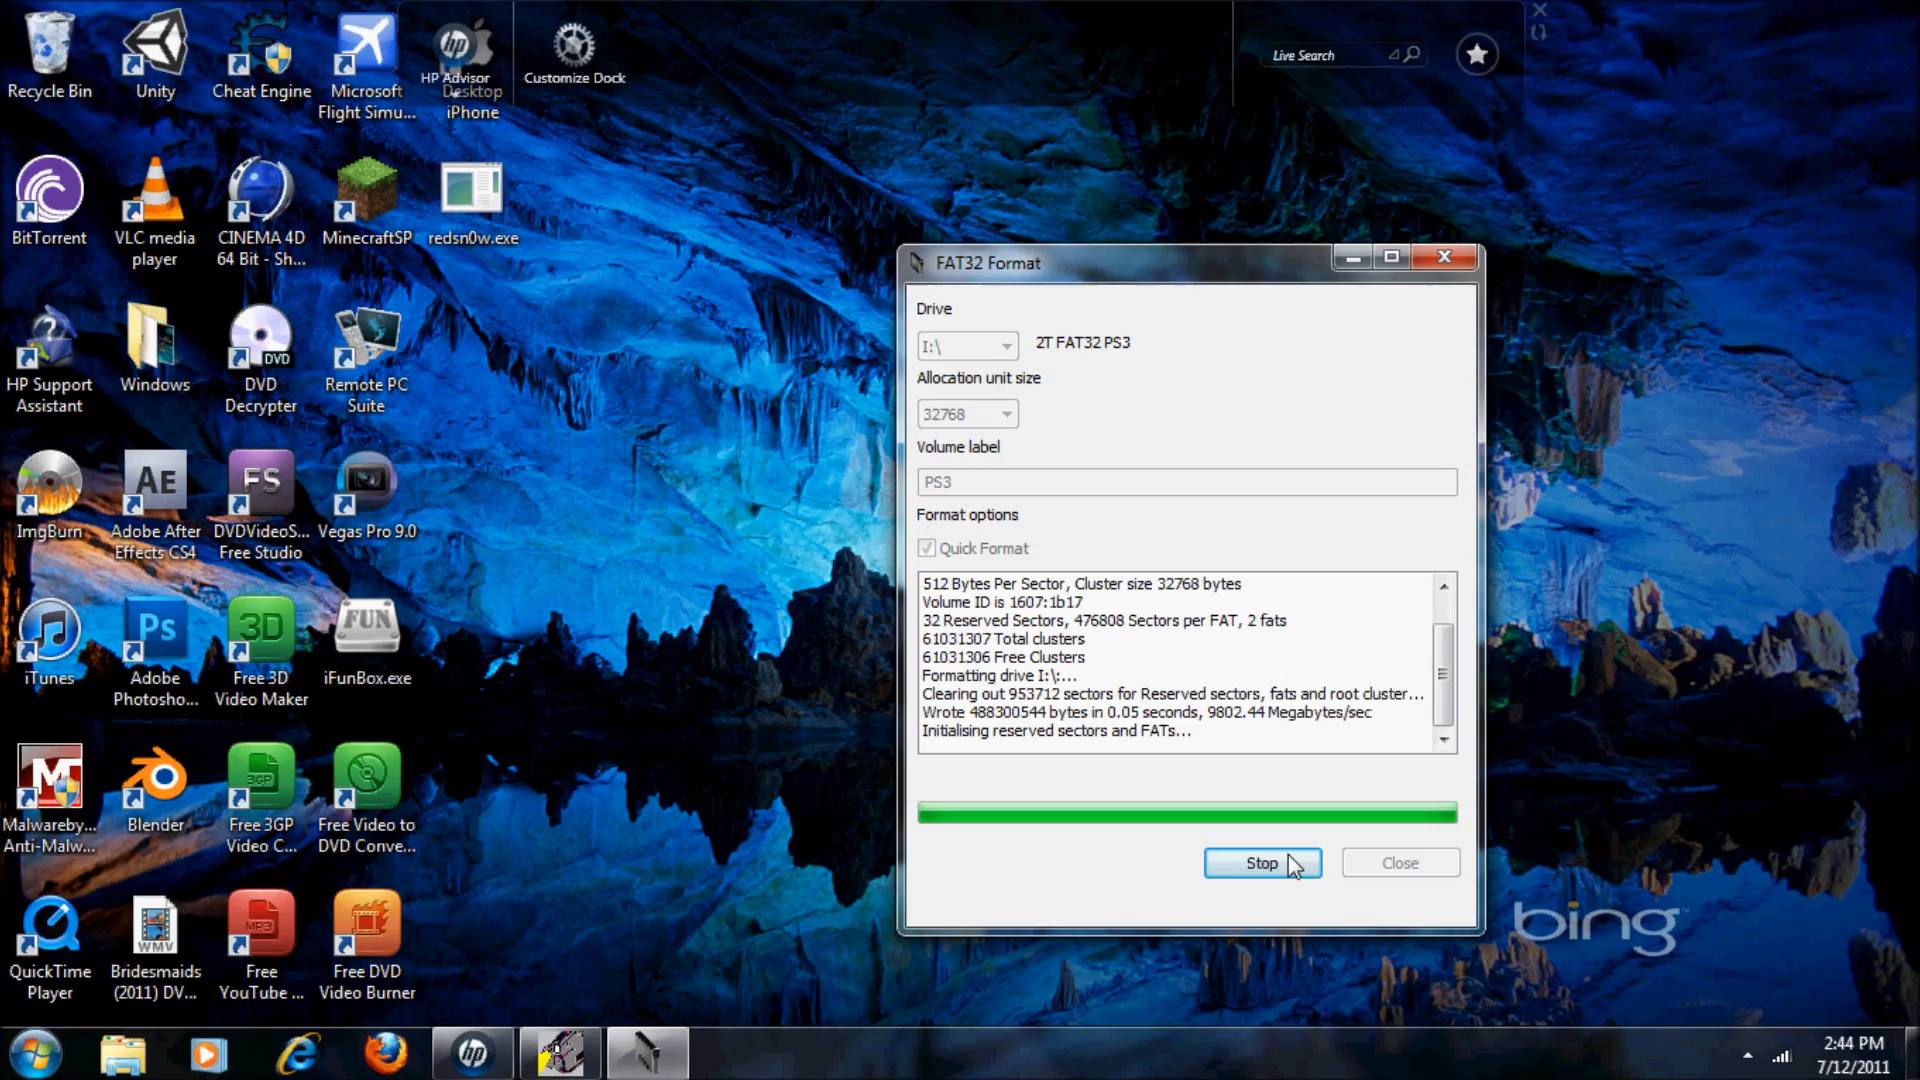 Recycle Bin
Unity
Cheat Engine
Microsoft
Flight Simu...
hp
HP Advisor
Desktop
iPhone
Customize Dock
Live Search
BitTorrent
VLC media
player
CINEMA 4D
64 Bit - Sh...
MinecraftSP
redsn0w.exe
HP Support
Assistant
Windows
DVD
DVD
Decrypter
Remote PC
Suite
ImgBurn
AE
Adobe After
Effects CS4
FS
DVDVideoS...
Free Studio
Vegas Pro 9.0
iTunes
Ps
Adobe
Photosho...
3D
Free 3D
Video Maker
FUN
iFunBox.exe
M
Malwareby...
Anti-Malw...
Blender
3GP
Free 3GP
Video C...
Free Video to
DVD Conve...
QuickTime
Player
WMV
Bridesmaids
(2011) DV...
MP3
Free
YouTube ...
Free DVD
Video Burner
FAT32 Format
Drive
I:\
2T FAT32 PS3
Allocation unit size
32768
Volume label
PS3
Format options
Quick Format
512 Bytes Per Sector, Cluster size 32768 bytes
Volume ID is 1607:1b17
32 Reserved Sectors, 476808 Sectors per FAT, 2 fats
61031307 Total clusters
61031306 Free Clusters
Formatting drive I:\:...
Clearing out 953712 sectors for Reserved sectors, fats and root cluster...
Wrote 488300544 bytes in 0.05 seconds, 9802.44 Megabytes/sec
Initialising reserved sectors and FATs...
Stop
Close
bing
hp
2:44 PM
7/12/2011